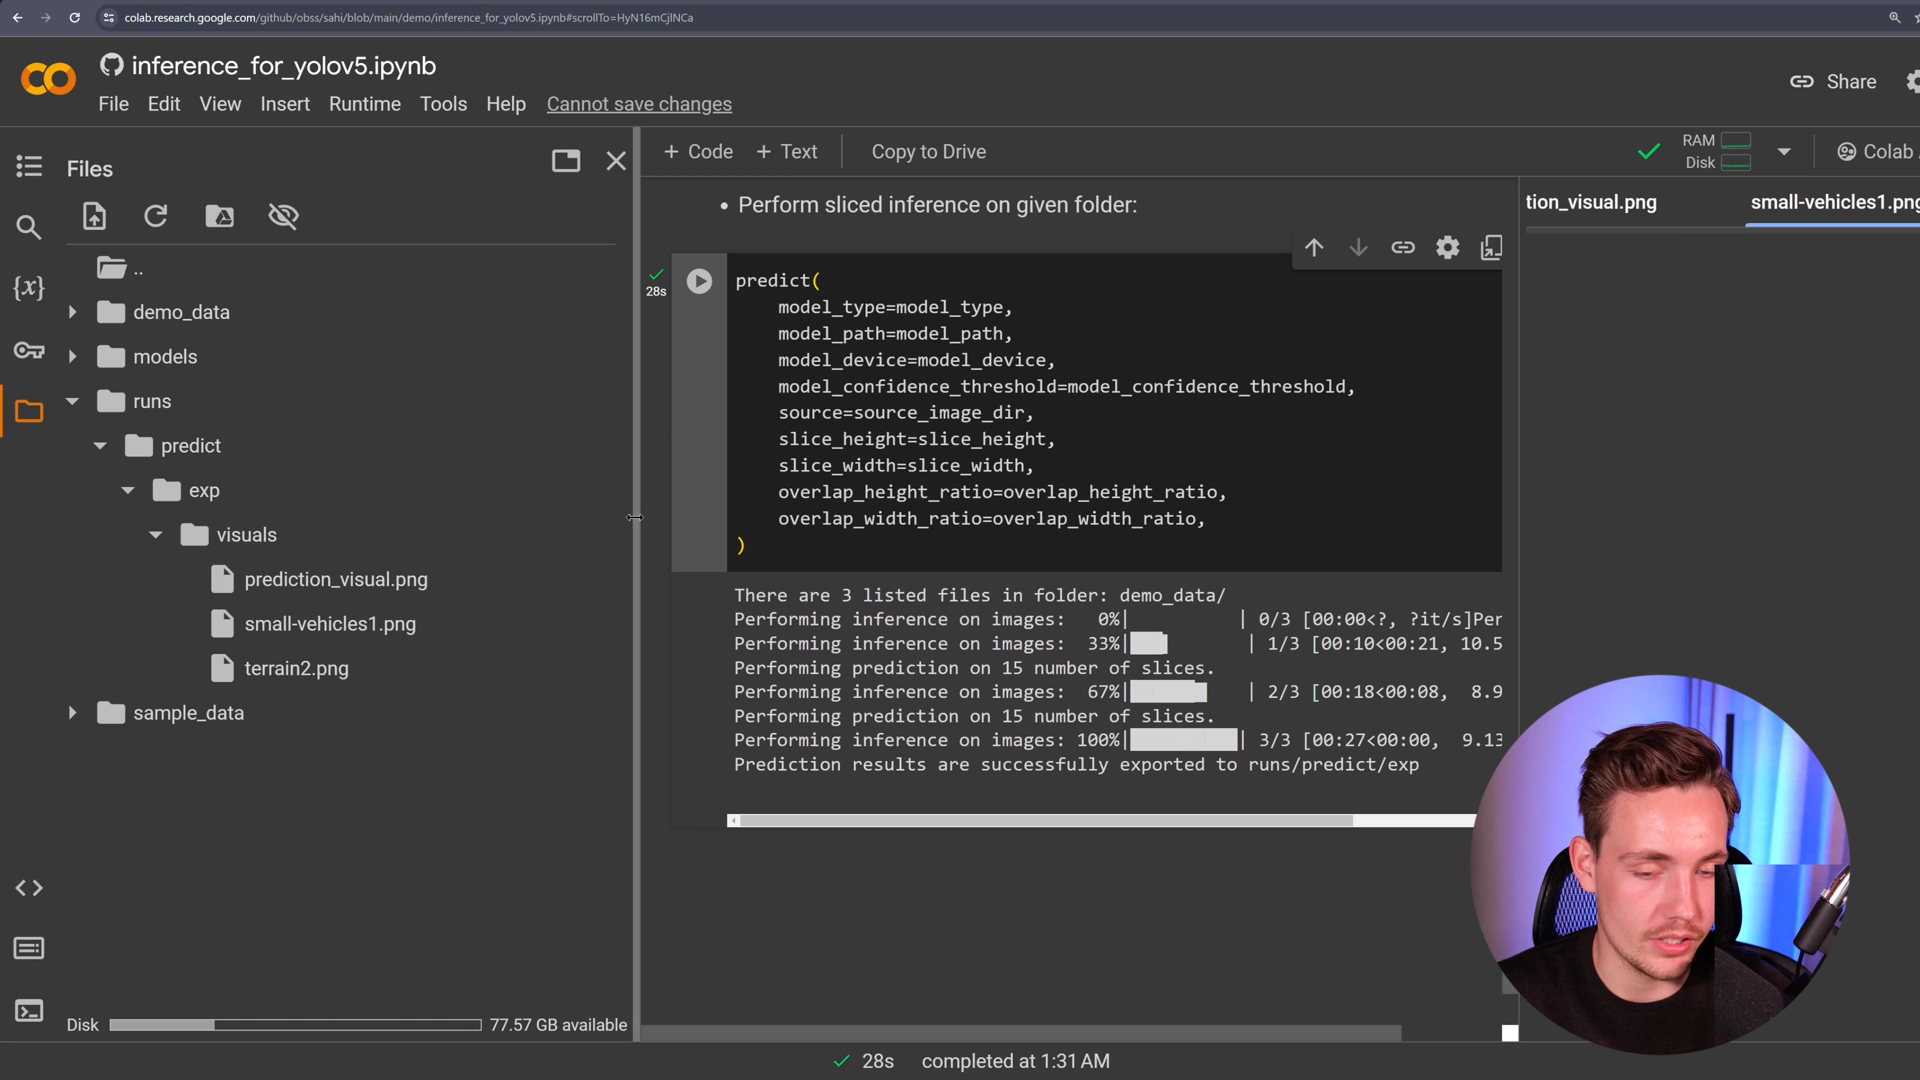 colab.research.google.com/github/obss/sahi/blob/main/demo/inference_for_yolov5.ipynb#scrollTo=HyN16mCjlNCa
inference_for_yolov5.ipynb
File Edit View Insert Runtime Tools Help Cannot save changes
Share
Files
+ Code + Text Copy to Drive
RAM
Disk
Colab
tion_visual.png small-vehicles1.png
• Perform sliced inference on given folder:
..
demo_data
models
runs
predict
exp
visuals
prediction_visual.png
small-vehicles1.png
terrain2.png
sample_data
{x}
28s
predict(
model_type=model_type,
model_path=model_path,
model_device=model_device,
model_confidence_threshold=model_confidence_threshold,
source=source_image_dir,
slice_height=slice_height,
slice_width=slice_width,
overlap_height_ratio=overlap_height_ratio,
overlap_width_ratio=overlap_width_ratio,
)
There are 3 listed files in folder: demo_data/
Performing inference on images: 0%| | 0/3 [00:00<?, ?it/s]Per
Performing inference on images: 33%| | 1/3 [00:10<00:21, 10.5
Performing prediction on 15 number of slices.
Performing inference on images: 67%| | 2/3 [00:18<00:08, 8.9
Performing prediction on 15 number of slices.
Performing inference on images: 100%| | 3/3 [00:27<00:00, 9.13
Prediction results are successfully exported to runs/predict/exp
Disk 77.57 GB available
28s completed at 1:31 AM